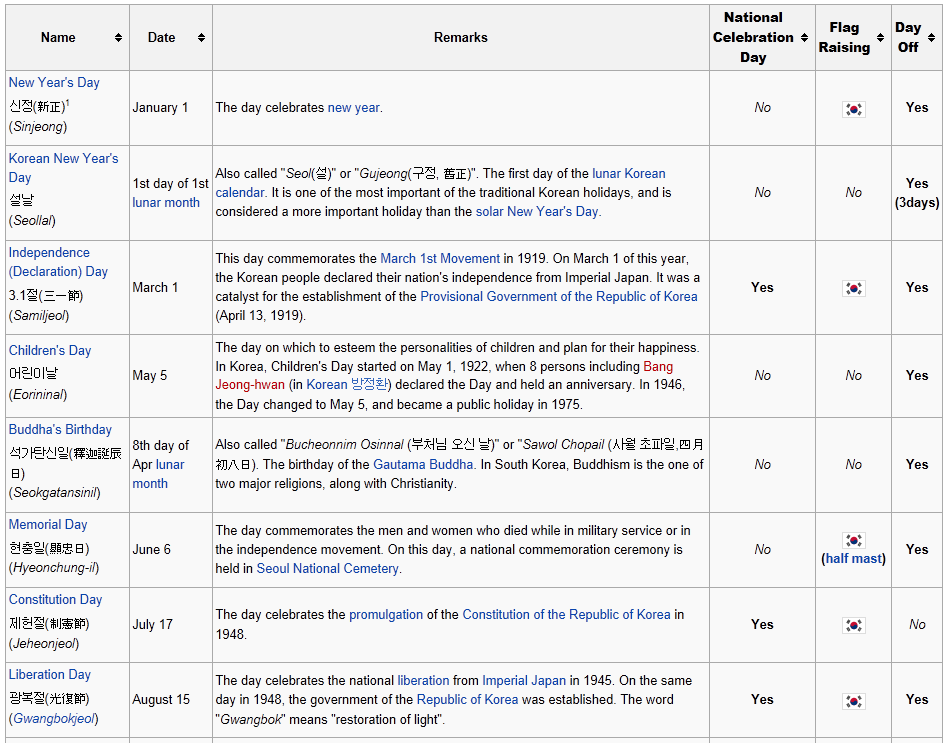 Name
Date
Remarks
National
Celebration
Day
Flag
Raising
Day
Off
New Year's Day
신정(新正)1
(Sinjeong)
January 1
The day celebrates new year.
No
Yes
Korean New Year's
Day
설날
(Seollal)
1st day of 1st
lunar month
Also called "Seol(설)" or "Gujeong(구정, 舊正)". The first day of the lunar Korean
calendar. It is one of the most important of the traditional Korean holidays, and is
considered a more important holiday than the solar New Year's Day.
No
No
Yes
(3days)
Independence
(Declaration) Day
3.1절(三一節)
(Samiljeol)
March 1
This day commemorates the March 1st Movement in 1919. On March 1 of this year,
the Korean people declared their nation's independence from Imperial Japan. It was a
catalyst for the establishment of the Provisional Government of the Republic of Korea
(April 13, 1919).
Yes
Yes
Children's Day
어린이날
(Eorininal)
May 5
The day on which to esteem the personalities of children and plan for their happiness.
In Korea, Children's Day started on May 1, 1922, when 8 persons including Bang
Jeong-hwan (in Korean 방정환) declared the Day and held an anniversary. In 1946,
the Day changed to May 5, and became a public holiday in 1975.
No
No
Yes
Buddha's Birthday
석가탄신일(釋迦誕辰
日)
(Seokgatansinil)
8th day of
Apr lunar
month
Also called "Bucheonnim Osinnal (부처님 오신 날)" or "Sawol Chopail (사월 초파일,四月
初八日). The birthday of the Gautama Buddha. In South Korea, Buddhism is the one of
two major religions, along with Christianity.
No
No
Yes
Memorial Day
현충일(顯忠日)
(Hyeonchung-il)
June 6
The day commemorates the men and women who died while in military service or in
the independence movement. On this day, a national commemoration ceremony is
held in Seoul National Cemetery.
No
(half mast)
Yes
Constitution Day
제헌절(制憲節)
(Jeheonjeol)
July 17
The day celebrates the promulgation of the Constitution of the Republic of Korea in
1948.
Yes
No
Liberation Day
광복절(光復節)
(Gwangbokjeol)
August 15
The day celebrates the national liberation from Imperial Japan in 1945. On the same
day in 1948, the government of the Republic of Korea was established. The word
"Gwangbok" means "restoration of light".
Yes
Yes